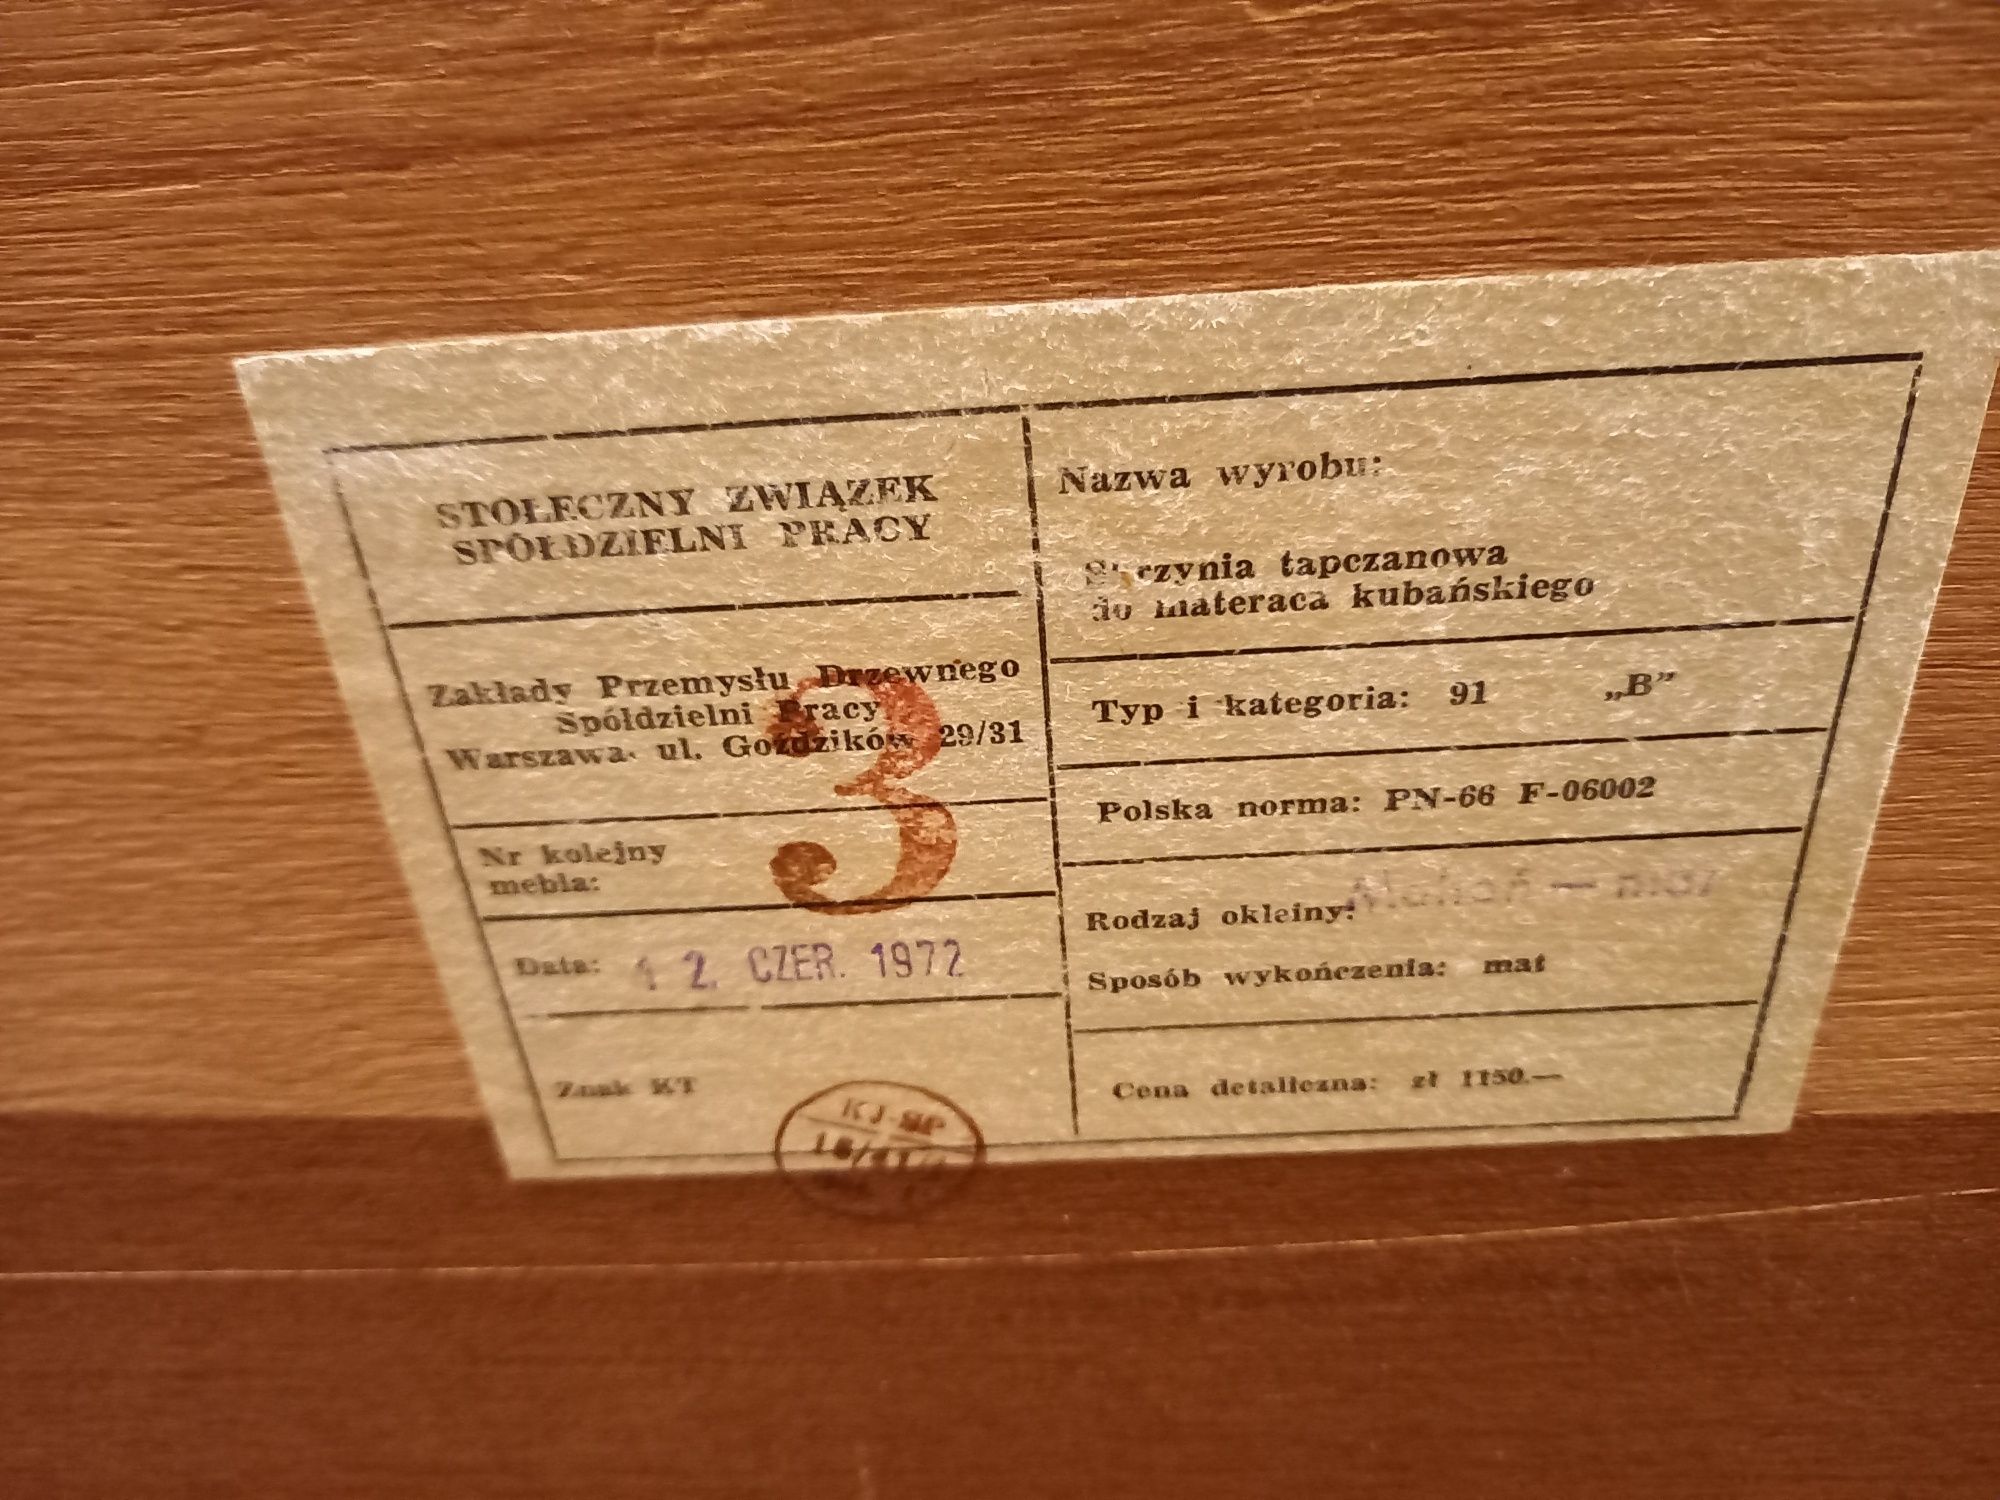 STOŁECZNY ZWIĄZEK
SPÓŁDZIELNI PRACY
Zakłady Przemysłu Drzewnego
Spółdzielni Pracy
Warszawa, ul. Goździków 29/31
3
Nr kolejny
mebla:
Data: 12. CZER. 1972
Znak KT
KJ-
Nazwa wyrobu:
Skrzynia tapczanowa
do materaca kubańskiego
Typ i kategoria: 91 „B”
Polska norma: PN-66 F-06002
Rodzaj okleiny:
Sposób wykończenia: mat
Cena detaliczna: zł 1150.—